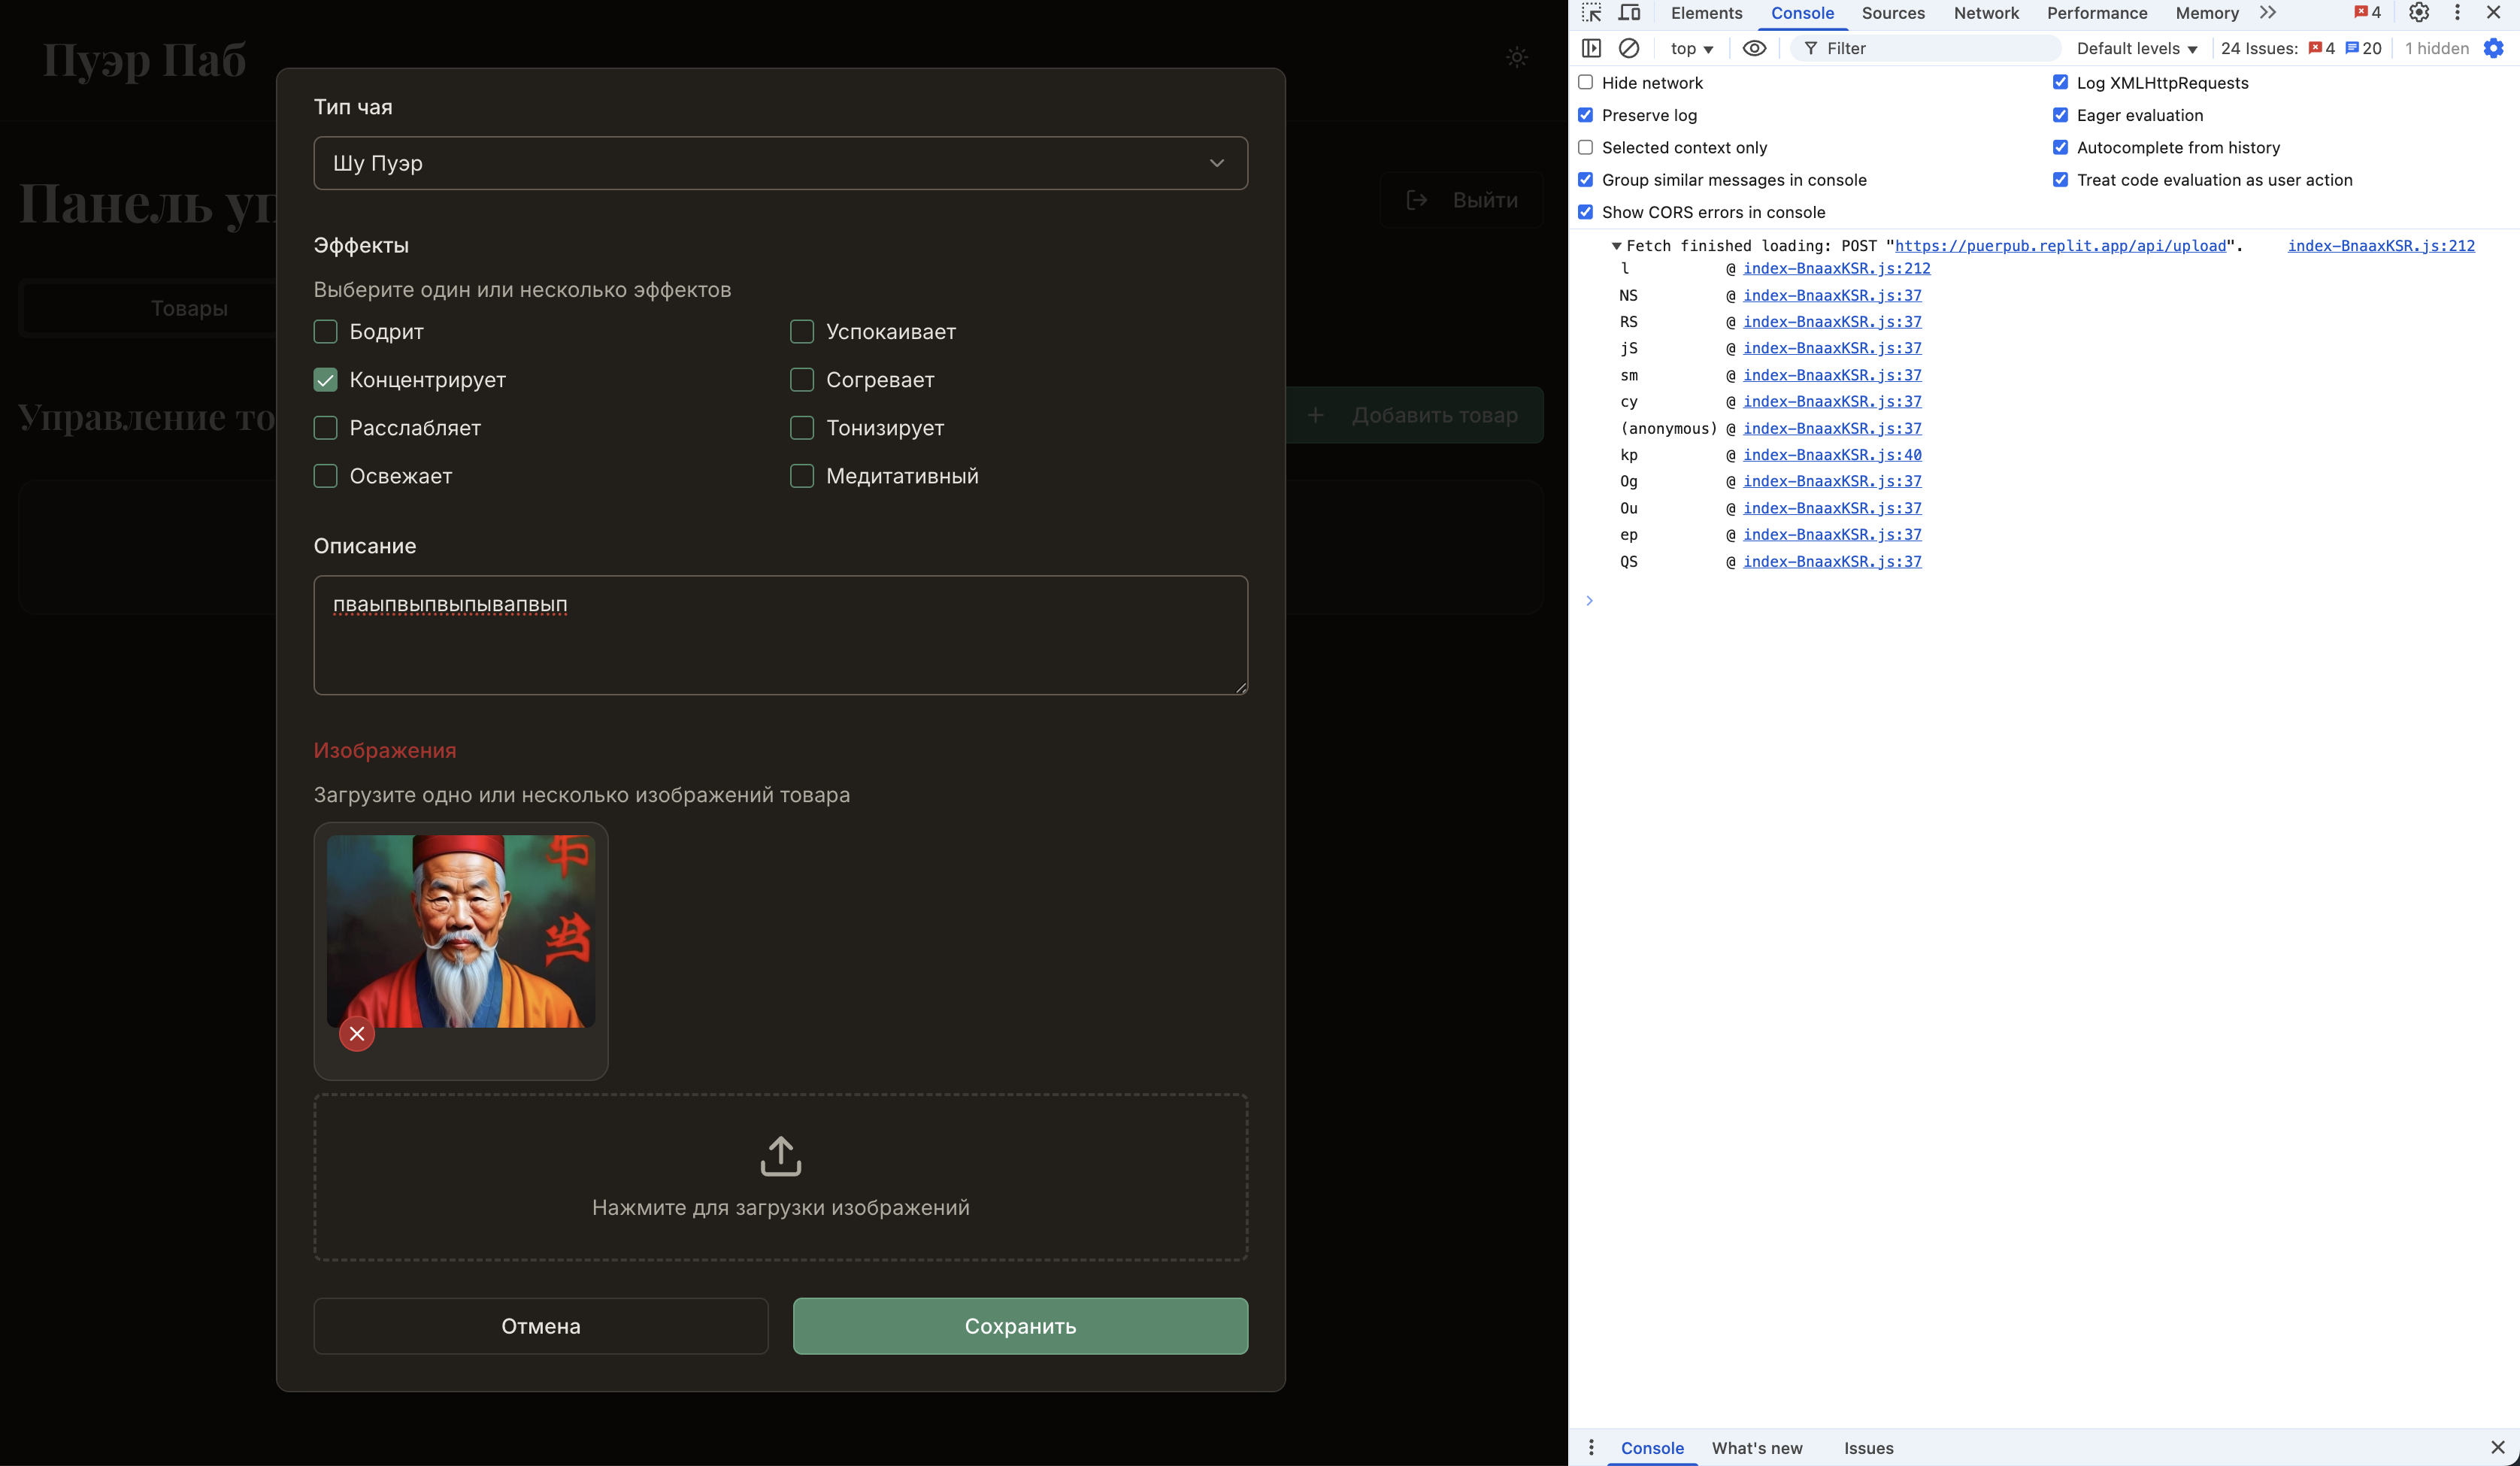 Пуэр Паб
Панель уп
Выйти
Товары
Управление то
Добавить товар
Тип чая
Шу Пуэр
Эффекты
Выберите один или несколько эффектов
Бодрит
Успокаивает
Концентрирует
Согревает
Расслабляет
Тонизирует
Освежает
Медитативный
Описание
пваыпвыпвыпывапвып
Изображения
Загрузите одно или несколько изображений товара
Нажмите для загрузки изображений
Отмена
Сохранить
Elements Console Sources Network Performance Memory 4
top Filter Default levels 24 Issues: 4 20 1 hidden
Hide network
Log XMLHttpRequests
Preserve log
Eager evaluation
Selected context only
Autocomplete from history
Group similar messages in console
Treat code evaluation as user action
Show CORS errors in console
Fetch finished loading: POST "https://puerpub.replit.app/api/upload". index-BnaaxKSR.js:212
l @ index-BnaaxKSR.js:212
NS @ index-BnaaxKSR.js:37
RS @ index-BnaaxKSR.js:37
jS @ index-BnaaxKSR.js:37
sm @ index-BnaaxKSR.js:37
cy @ index-BnaaxKSR.js:37
(anonymous) @ index-BnaaxKSR.js:37
kp @ index-BnaaxKSR.js:40
Og @ index-BnaaxKSR.js:37
Ou @ index-BnaaxKSR.js:37
ep @ index-BnaaxKSR.js:37
QS @ index-BnaaxKSR.js:37
Console What's new Issues